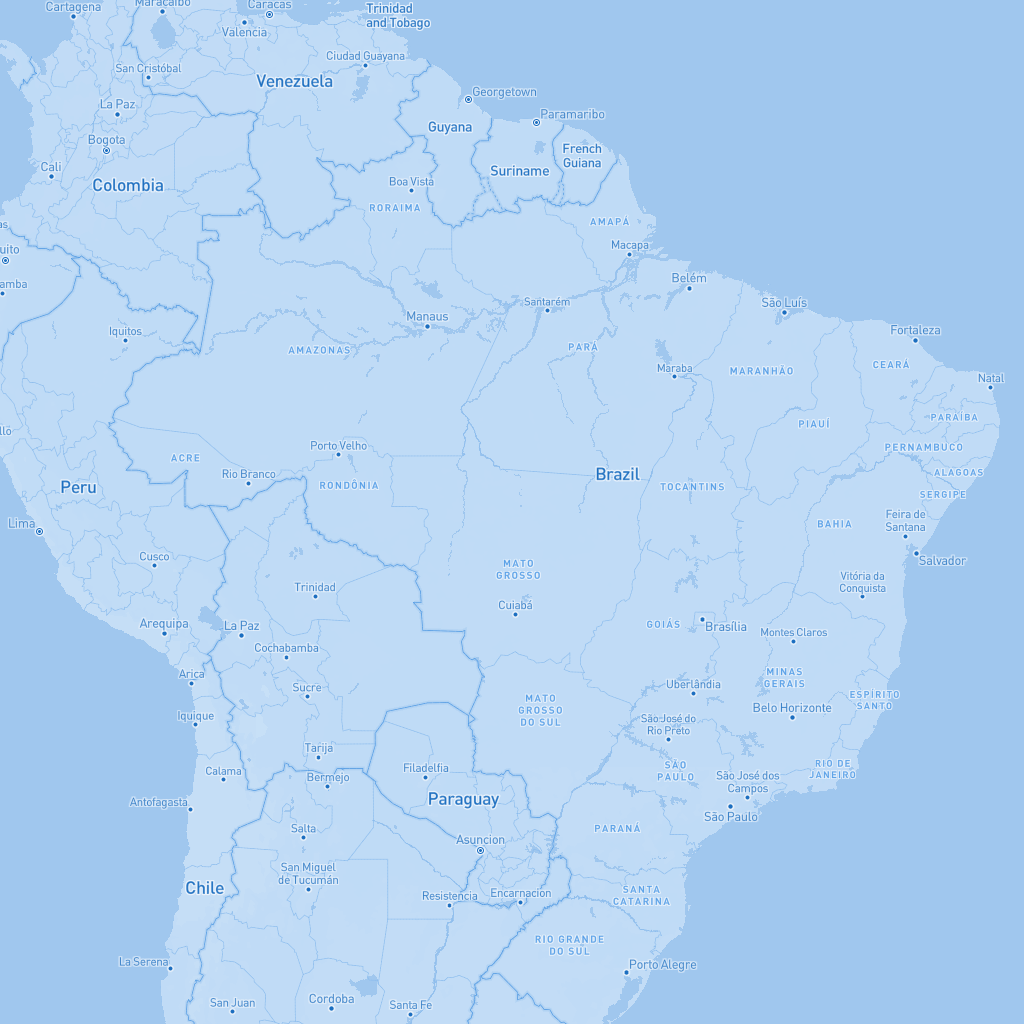 Cartagena
Maracaibo
Caracas
Trinidad
and Tobago
Valencia
Ciudad Guayana
San Cristóbal
Venezuela
Georgetown
La Paz
Paramaribo
Guyana
Bogota
French
Guiana
Cali
Suriname
Colombia
Boa Vista
RORAIMA
AMAPÁ
as
Macapa
uito
Belém
amba
Santarém
São Luís
Manaus
Iquitos
Fortaleza
AMAZONAS
PARÁ
CEARÁ
Maraba
MARANHÃO
Natal
PARAÍBA
PIAUÍ
lló
Porto Velho
PERNAMBUCO
ACRE
Rio Branco
Brazil
ALAGOAS
Peru
RONDÔNIA
TOCANTINS
SERGIPE
Feira de
Santana
Lima
BAHIA
Cusco
Salvador
MATO
GROSSO
Trinidad
Vitória da
Conquista
Cuiabá
Arequipa
La Paz
GOIÁS
Brasília
Montes Claros
Cochabamba
Arica
MINAS
GERAIS
Sucre
Uberlândia
ESPÍRITO
SANTO
MATO
GROSSO
DO SUL
Belo Horizonte
Iquique
São José do
Rio Preto
Tarija
RIO DE
JANEIRO
Calama
Bermejo
Filadelfia
SÃO
PAULO
São José dos
Campos
Antofagasta
Paraguay
São Paulo
Salta
PARANÁ
Asuncion
San Miguel
de Tucumán
Chile
Resistencia
Encarnacion
SANTA
CATARINA
RIO GRANDE
DO SUL
La Serena
Porto Alegre
San Juan
Cordoba
Santa Fe